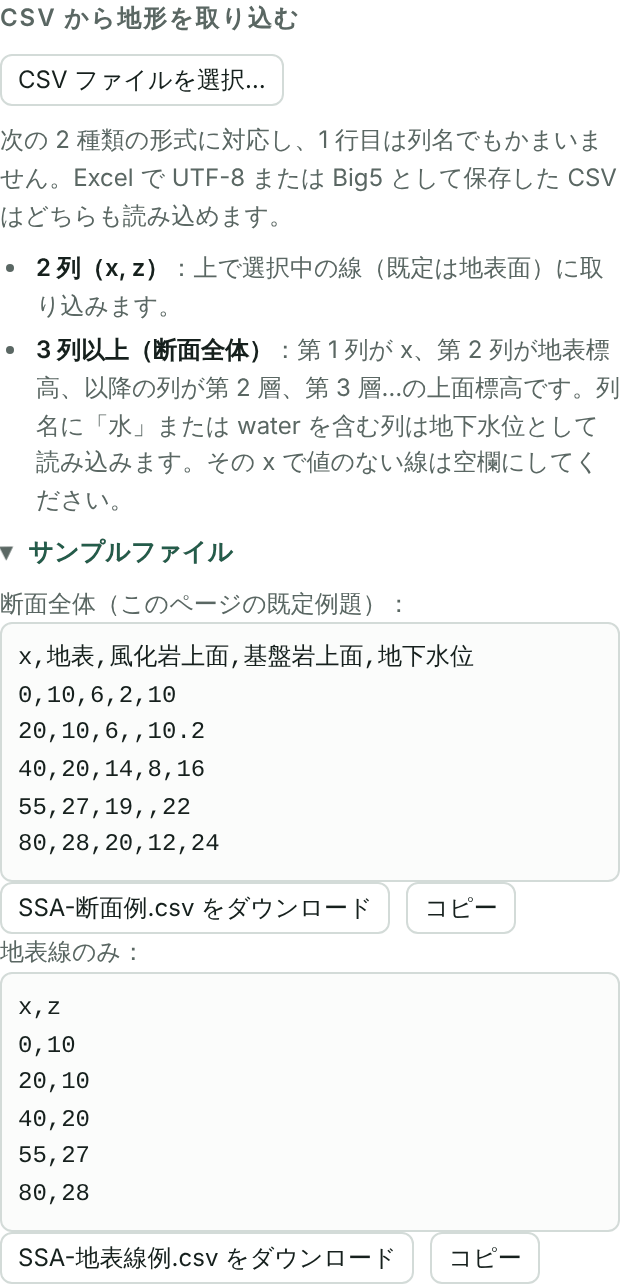 CSV から地形を取り込む
CSV ファイルを選択...
次の 2 種類の形式に対応し、1 行目は列名でもかまいま
せん。Excel で UTF-8 または Big5 として保存した CSV
はどちらも読み込めます。
• 2 列（x, z）：上で選択中の線（既定は地表面）に取
り込みます。
• 3 列以上（断面全体）：第 1 列が x、第 2 列が地表標
高、以降の列が第 2 層、第 3 層...の上面標高です。列
名に「水」または water を含む列は地下水位として
読み込みます。その x で値のない線は空欄にしてく
ださい。
▼ サンプルファイル
断面全体（このページの既定例題）：
x,地表,風化岩上面,基盤岩上面,地下水位
0,10,6,2,10
20,10,6,,10.2
40,20,14,8,16
55,27,19,,22
80,28,20,12,24
SSA-断面例.csv をダウンロード コピー
地表線のみ：
x,z
0,10
20,10
40,20
55,27
80,28
SSA-地表線例.csv をダウンロード コピー